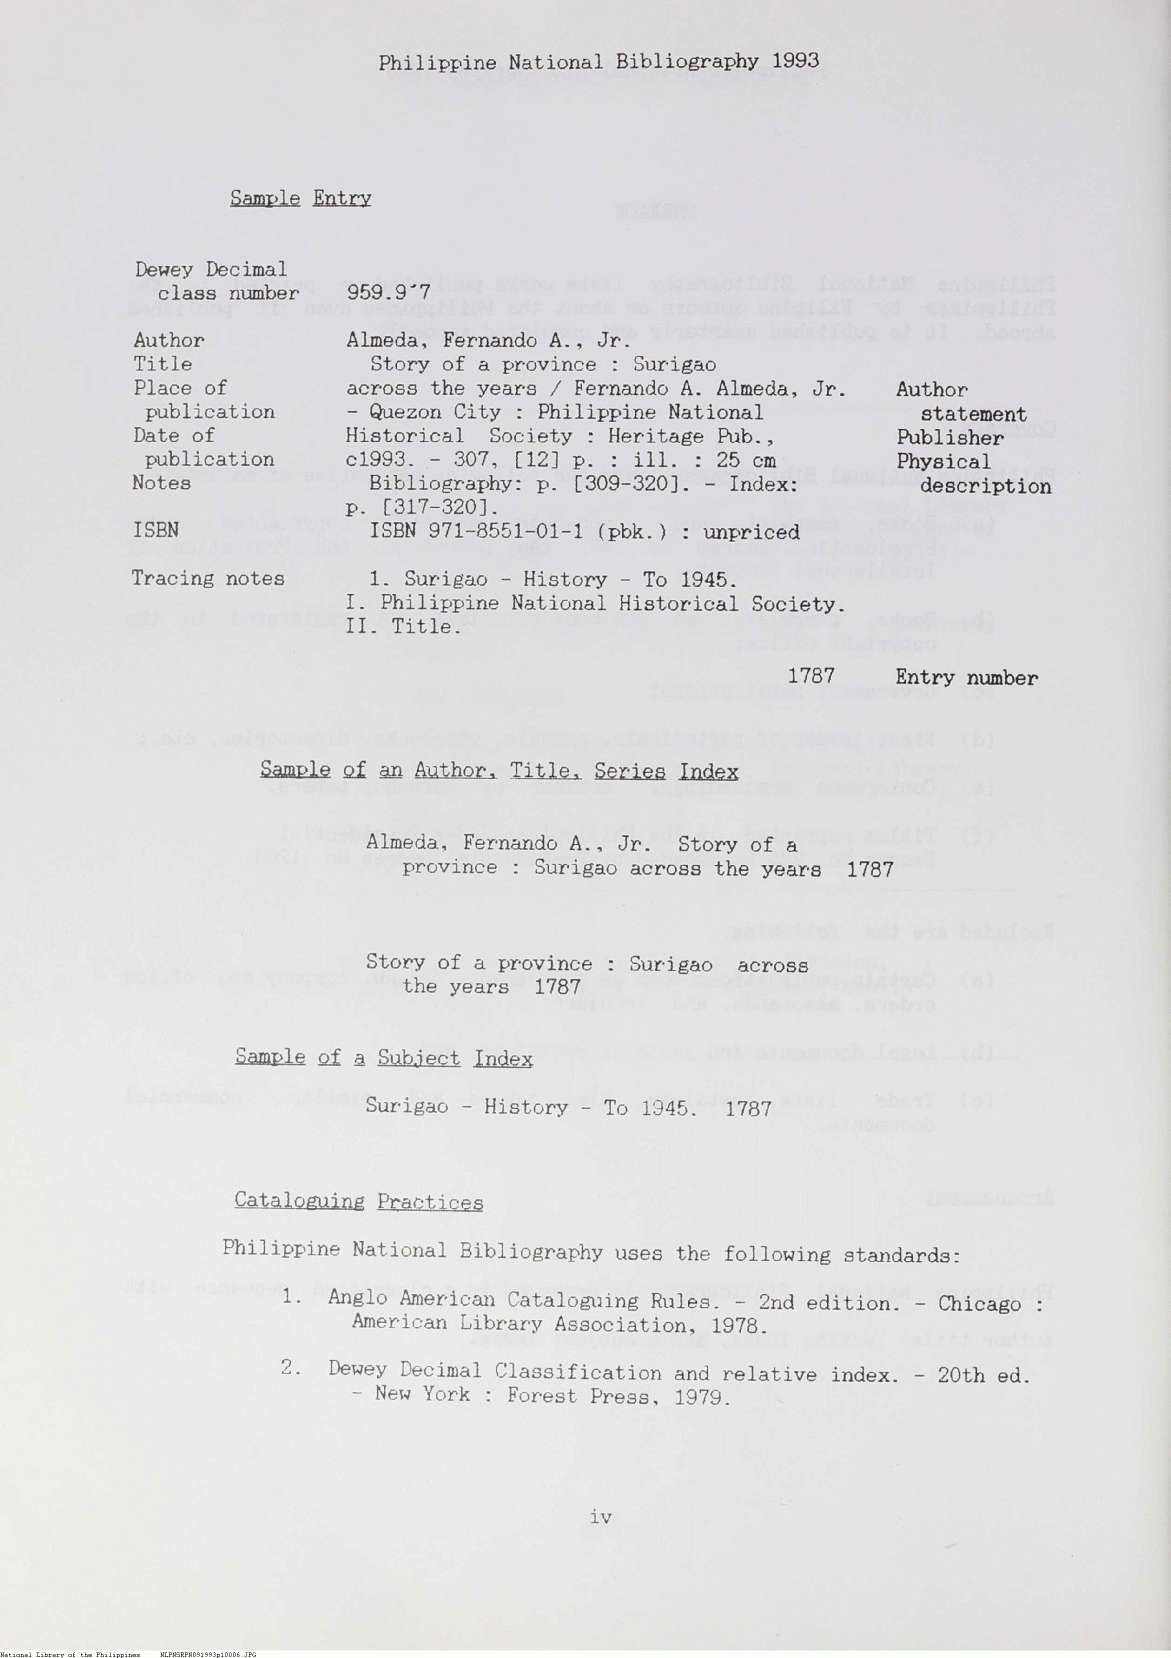 Philippine National Bibliography 1993
Sample Entry
Dewey Decimal
class number 959.9´7
Author Almeda, Fernando A., Jr.
Title Story of a province : Surigao
Place of across the years / Fernando A. Almeda, Jr. Author
publication - Quezon City : Philippine National statement
Date of Historical Society : Heritage Pub., Publisher
publication c1993. - 307, [12] p. : ill. : 25 cm Physical
Notes Bibliography: p. [309-320]. - Index: description
p. [317-320].
ISBN ISBN 971-8551-01-1 (pbk.) : unpriced
Tracing notes 1. Surigao - History - To 1945.
I. Philippine National Historical Society.
II. Title.
1787 Entry number
Sample of an Author, Title, Series Index
Almeda, Fernando A., Jr. Story of a
province : Surigao across the years 1787
Story of a province : Surigao across
the years 1787
Sample of a Subject Index
Surigao - History - To 1945. 1787
Cataloguing Practices
Philippine National Bibliography uses the following standards:
1. Anglo American Cataloguing Rules. - 2nd edition. - Chicago :
American Library Association, 1978.
2. Dewey Decimal Classification and relative index. - 20th ed.
- New York : Forest Press, 1979.
iv
National Library of the Philippines NLPNSRPN091993p10006.JPG